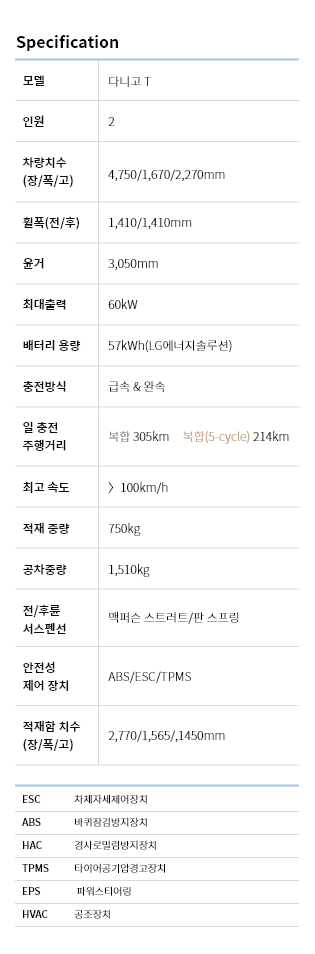 Specification
모델 다니고 T
인원 2
차량치수
(장/폭/고) 4,750/1,670/2,270mm
휠폭(전/후) 1,410/1,410mm
윤거 3,050mm
최대출력 60kW
배터리 용량 57kWh(LG에너지솔루션)
충전방식 급속 & 완속
일 충전
주행거리 복합 305km 복합(5-cycle) 214km
최고 속도 〉100km/h
적재 중량 750kg
공차중량 1,510kg
전/후륜
서스펜션 맥퍼슨 스트러트/판 스프링
안전성
제어 장치 ABS/ESC/TPMS
적재함 치수
(장/폭/고) 2,770/1,565/,1450mm
ESC 차체자세제어장치
ABS 바퀴잠김방지장치
HAC 경사로밀림방지장치
TPMS 타이어공기압경고장치
EPS 파워스티어링
HVAC 공조장치